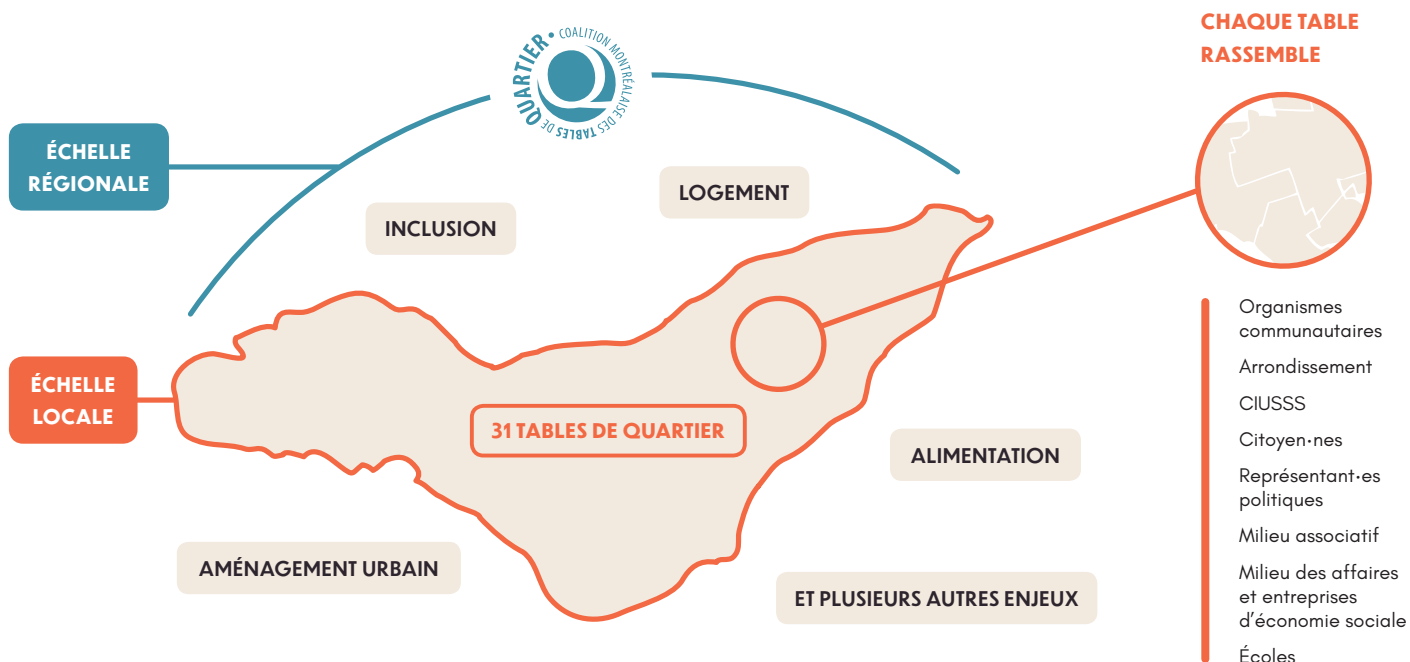 CHAQUE TABLE
RASSEMBLE
COALITION MONTRÉALAISE DES TABLES DE QUARTIER •
ÉCHELLE
RÉGIONALE
LOGEMENT
INCLUSION
ÉCHELLE
LOCALE
31 TABLES DE QUARTIER
ALIMENTATION
AMÉNAGEMENT URBAIN
ET PLUSIEURS AUTRES ENJEUX
Organismes
communautaires
Arrondissement
CIUSSS
Citoyen·nes
Représentant·es
politiques
Milieu associatif
Milieu des affaires
et entreprises
d’économie sociale
Écoles